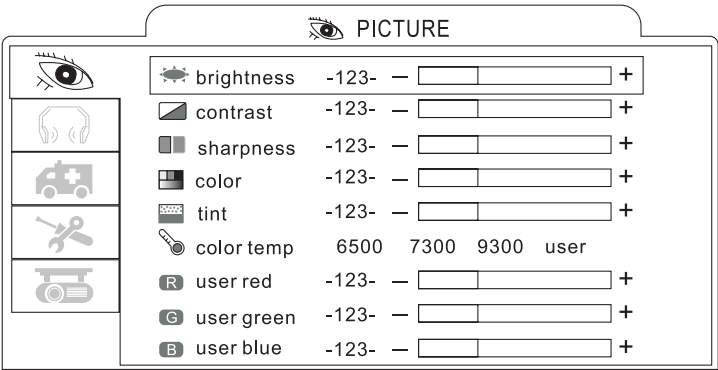 PICTURE
brightness -123- — +
contrast -123- — +
sharpness -123- — +
color -123- — +
tint -123- — +
color temp 6500 7300 9300 user
R user red -123- — +
G user green -123- — +
B user blue -123- — +